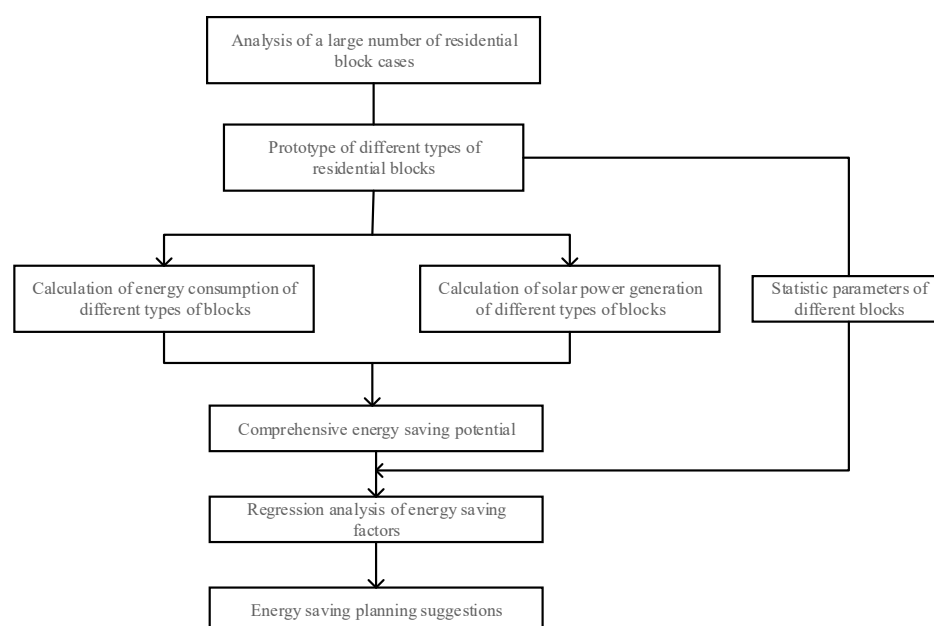 Analysis of a large number of residential
block cases
Prototype of different types of
residential blocks
Calculation of energy consumption of
different types of blocks
Calculation of solar power generation
of different types of blocks
Statistic parameters of
different blocks
Comprehensive energy saving potential
Regression analysis of energy saving
factors
Energy saving planning suggestions